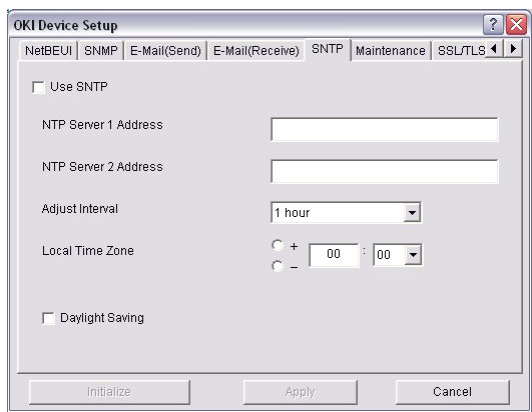 OKI Device Setup
NetBEUI SNMP E-Mail(Send) E-Mail(Receive) SNTP Maintenance SSL/TLS
Use SNTP
NTP Server 1 Address
NTP Server 2 Address
Adjust Interval 1 hour
Local Time Zone + 00 : 00
−
Daylight Saving
Initialize Apply Cancel